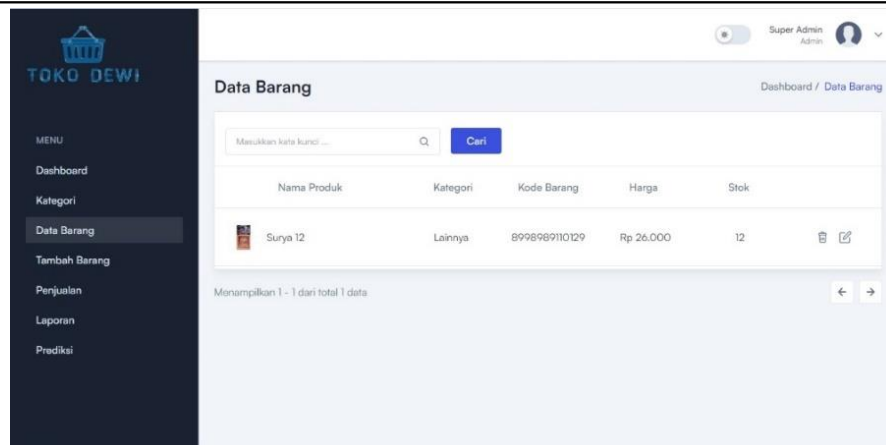 Super Admin
Admin
TOKO DEWI
Data Barang
Dashboard / Data Barang
MENU
Masukkan kata kunci ...
Cari
Dashboard
Nama Produk Kategori Kode Barang Harga Stok
Kategori
Data Barang
Surya 12 Lainnya 8998989110129 Rp 26.000 12
Tambah Barang
Penjualan
Menampilkan 1 - 1 dari total 1 data
Laporan
Prediksi